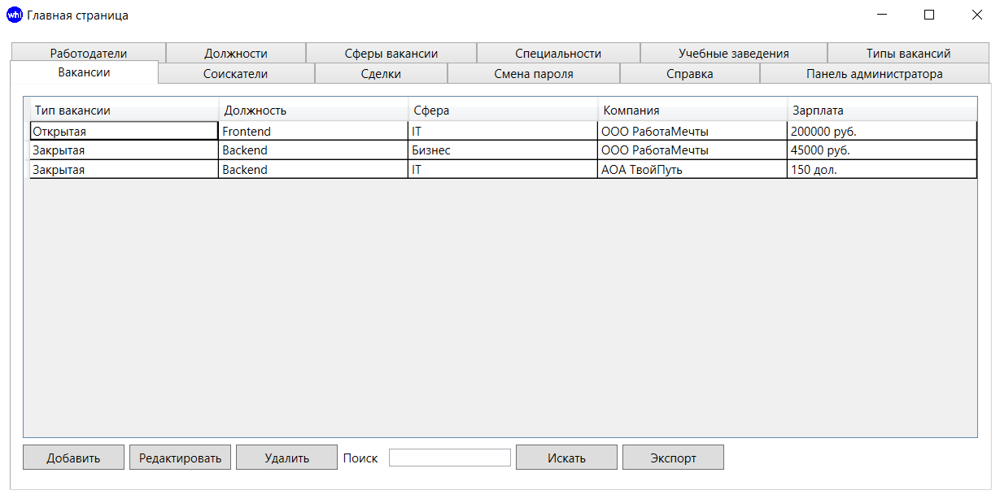 whl Главная страница
Работодатели Должности Сферы вакансии Специальности Учебные заведения Типы вакансий
Вакансии Соискатели Сделки Смена пароля Справка Панель администратора
Тип вакансии Должность Сфера Компания Зарплата
Открытая Frontend IT ООО РаботаМечты 200000 руб.
Закрытая Backend Бизнес ООО РаботаМечты 45000 руб.
Закрытая Backend IT АОА ТвойПуть 150 дол.
Добавить Редактировать Удалить Поиск Искать Экспорт